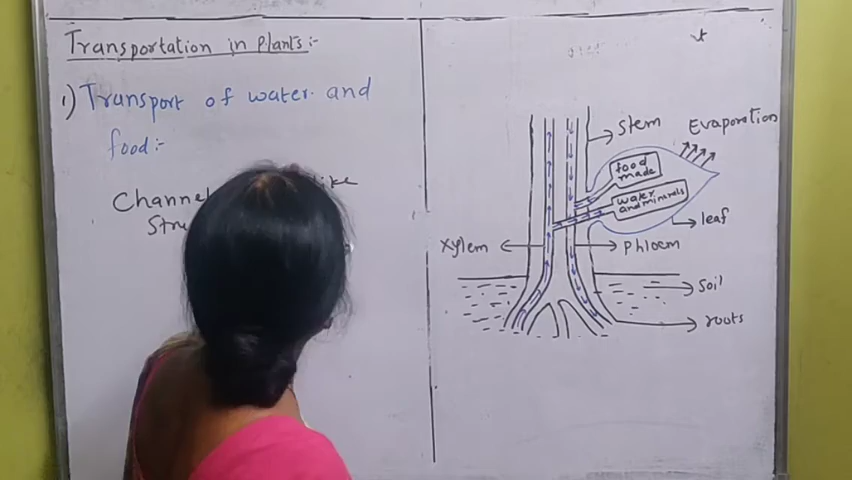 Transportation in plants:-
1) Transport of water and
food:-
Channel
Stru
stem
Evaporation
food
made
water
and minerals
leaf
Xylem
phloem
soil
roots